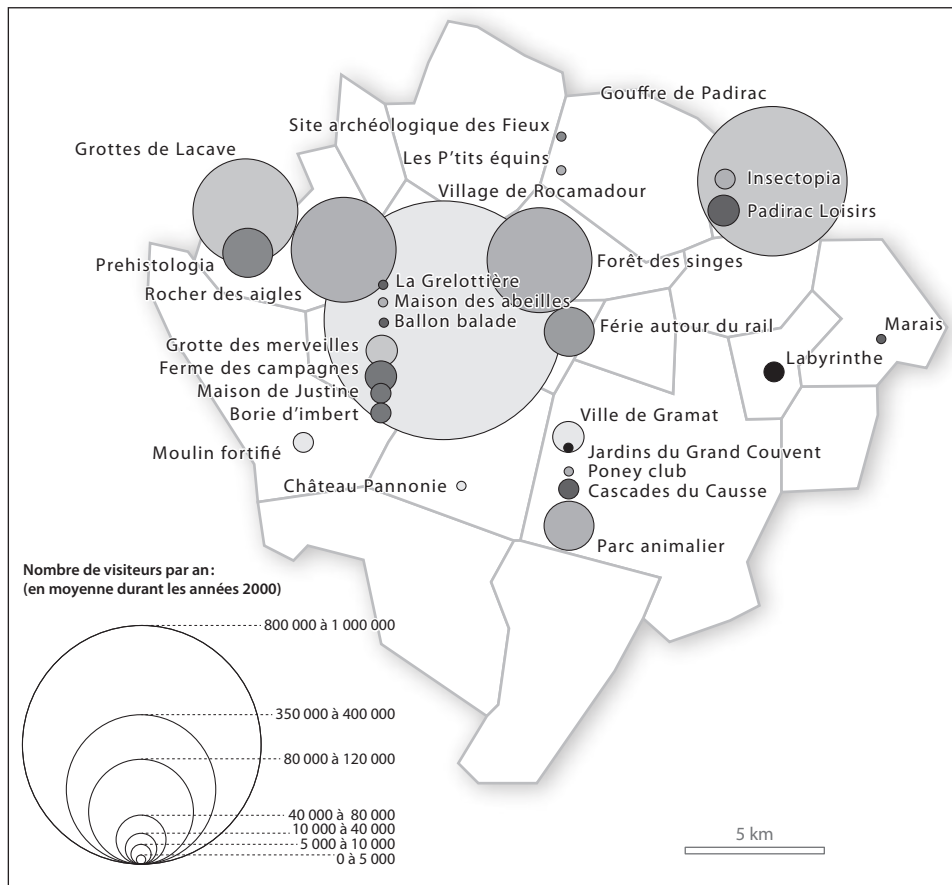 Gouffre de Padirac
Site archéologique des Fieux
Grottes de Lacave
Les P'tits équins
Insectopia
Village de Rocamadour
Padirac Loisirs
Prehistologia
Forêt des singes
La Grelottière
Rocher des aigles
Maison des abeilles
Ballon balade
Férie autour du rail
Marais
Grotte des merveilles
Labyrinthe
Ferme des campagnes
Maison de Justine
Borie d'imbert
Ville de Gramat
Moulin fortifié
Jardins du Grand Couvent
Poney club
Château Pannonie
Cascades du Causse
Parc animalier
Nombre de visiteurs par an :
(en moyenne durant les années 2000)
800 000 à 1 000 000
350 000 à 400 000
80 000 à 120 000
40 000 à 80 000
10 000 à 40 000
5 000 à 10 000
0 à 5 000
5 km